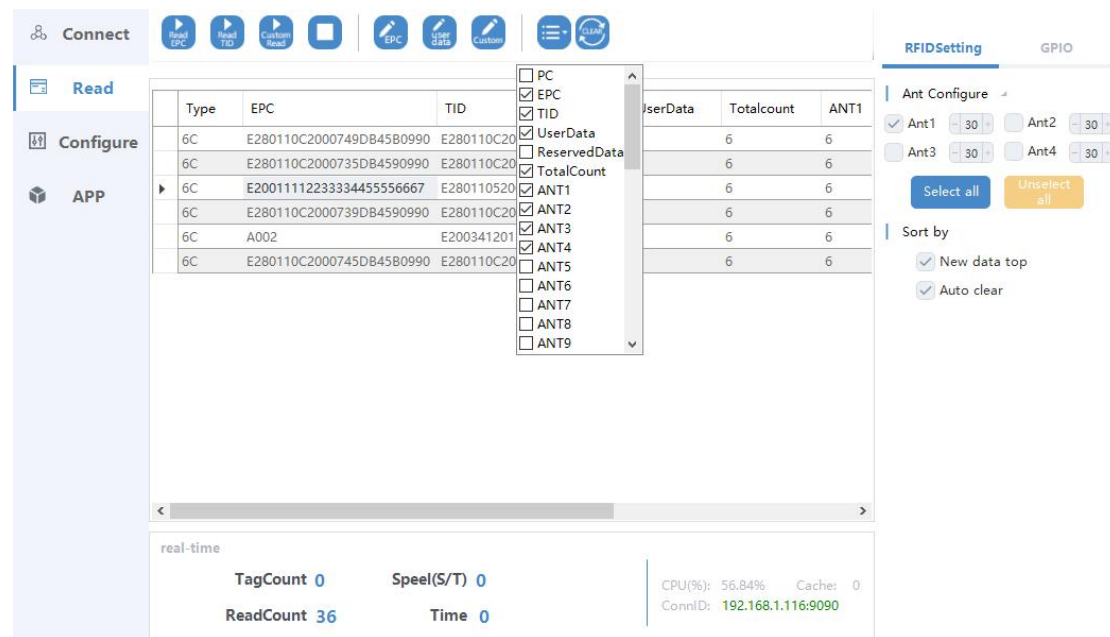 Connect
Read
Configure
APP
Read EPC
Read TID
Custom Read
EPC
user data
Custom
CLEAR
RFIDSetting GPIO
PC
EPC
TID
UserData
ReservedData
TotalCount
ANT1
ANT2
ANT3
ANT4
ANT5
ANT6
ANT7
ANT8
ANT9
Type EPC TID UserData Totalcount ANT1
6C E280110C2000749DB45B0990 E280110C20 6 6
6C E280110C2000735DB4590990 E280110C20 6 6
6C E20011112233334455556667 E280110520 6 6
6C E280110C2000739DB4590990 E280110C20 6 6
6C A002 E200341201 6 6
6C E280110C2000745DB45B0990 E280110C20 6 6
Ant Configure
Ant1 - 30 + Ant2 - 30 +
Ant3 - 30 + Ant4 - 30 +
Select all Unselect all
Sort by
New data top
Auto clear
real-time
TagCount 0 Speel(S/T) 0
ReadCount 36 Time 0
CPU(%): 56.84% Cache: 0
ConnID: 192.168.1.116:9090